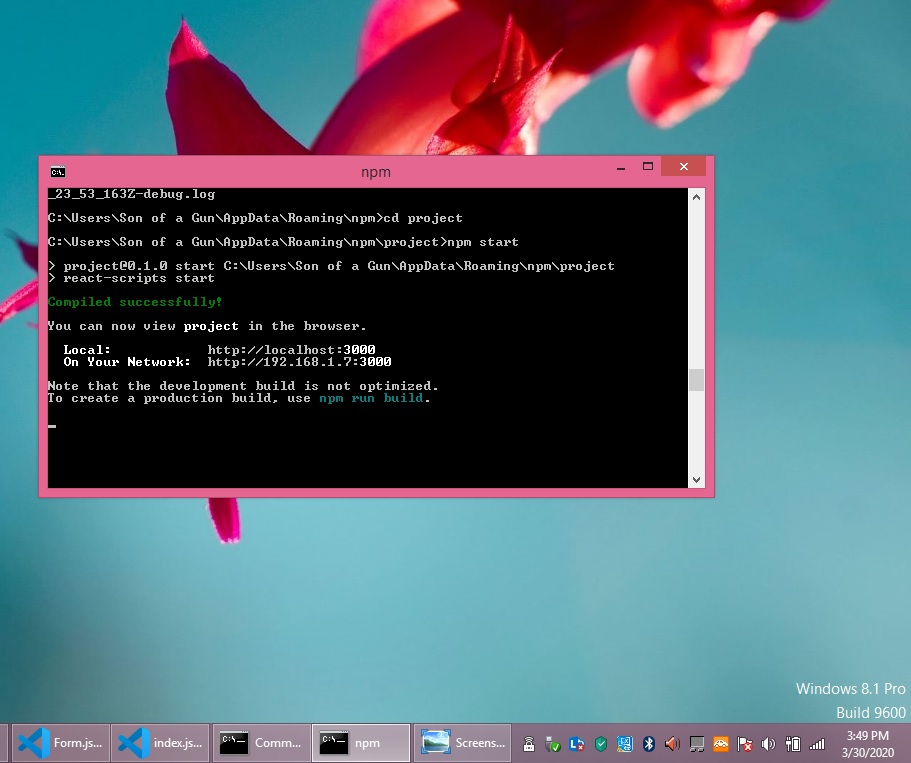 npm
_23_53_163Z-debug.log
C:\Users\Son of a Gun\AppData\Roaming\npm>cd project
C:\Users\Son of a Gun\AppData\Roaming\npm\project>npm start
> project@0.1.0 start C:\Users\Son of a Gun\AppData\Roaming\npm\project
> react-scripts start
Compiled successfully!
You can now view project in the browser.
Local: http://localhost:3000
On Your Network: http://192.168.1.7:3000
Note that the development build is not optimized.
To create a production build, use npm run build.
Windows 8.1 Pro
Build 9600
Form.js... index.js... Comm... npm Screens... 3:49 PM
3/30/2020